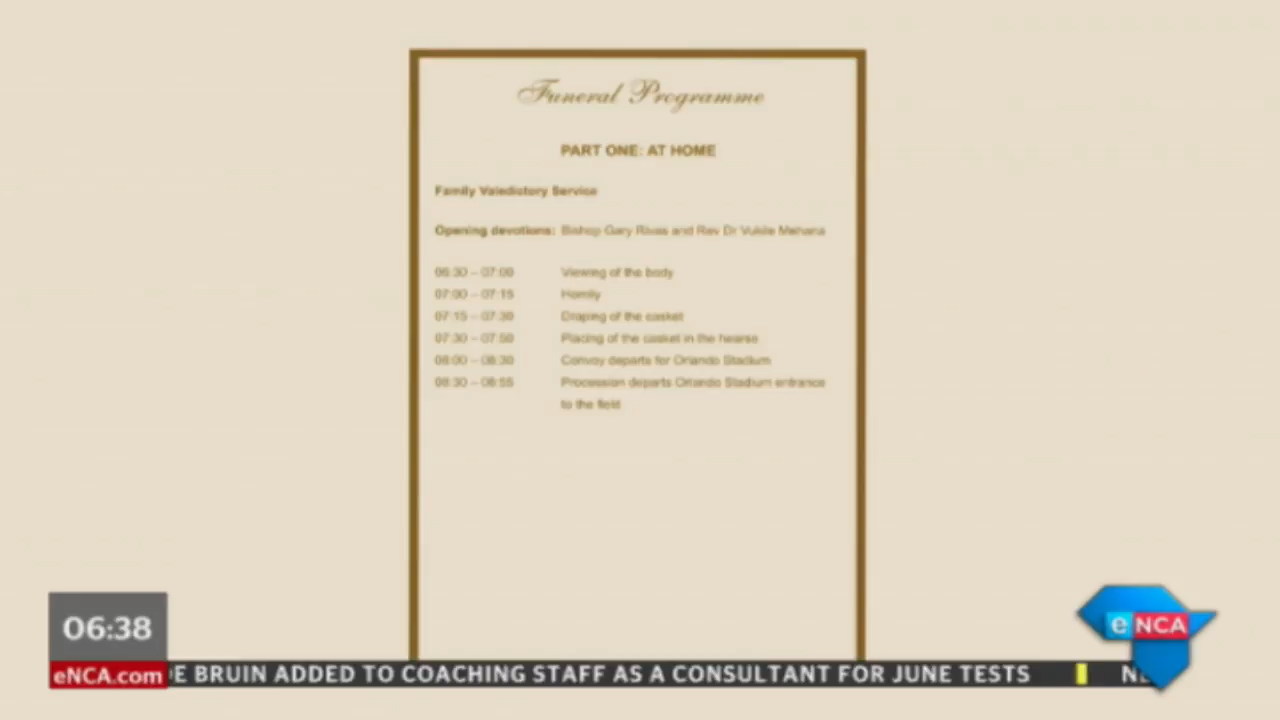 Funeral Programme
PART ONE: AT HOME
Family Valedictory Service
Opening devotions: Bishop Gary Rivas and Rev Dr Vukile Mehana
06:30 – 07:00 Viewing of the body
07:00 – 07:15 Homily
07:15 – 07:30 Draping of the casket
07:30 – 07:50 Placing of the casket in the hearse
08:00 – 08:30 Convoy departs for Orlando Stadium
08:30 – 08:55 Procession departs Orlando Stadium entrance
to the field
06:38
eNCA
eNCA.com
BRUIN ADDED TO COACHING STAFF AS A CONSULTANT FOR JUNE TESTS